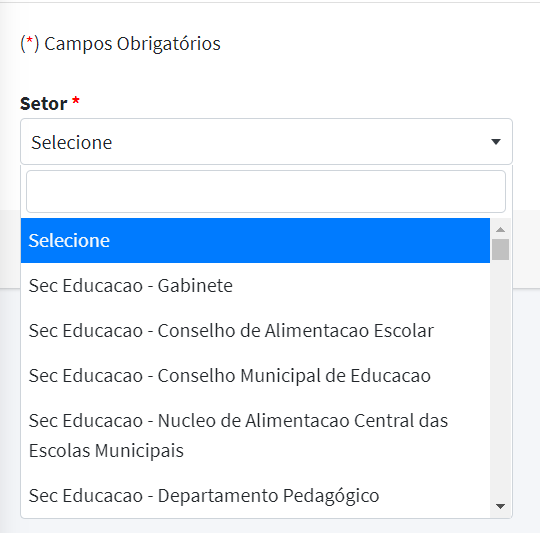 (*) Campos Obrigatórios
Setor *
Selecione
Selecione
Sec Educacao - Gabinete
Sec Educacao - Conselho de Alimentacao Escolar
Sec Educacao - Conselho Municipal de Educacao
Sec Educacao - Nucleo de Alimentacao Central das
Escolas Municipais
Sec Educacao - Departamento Pedagógico